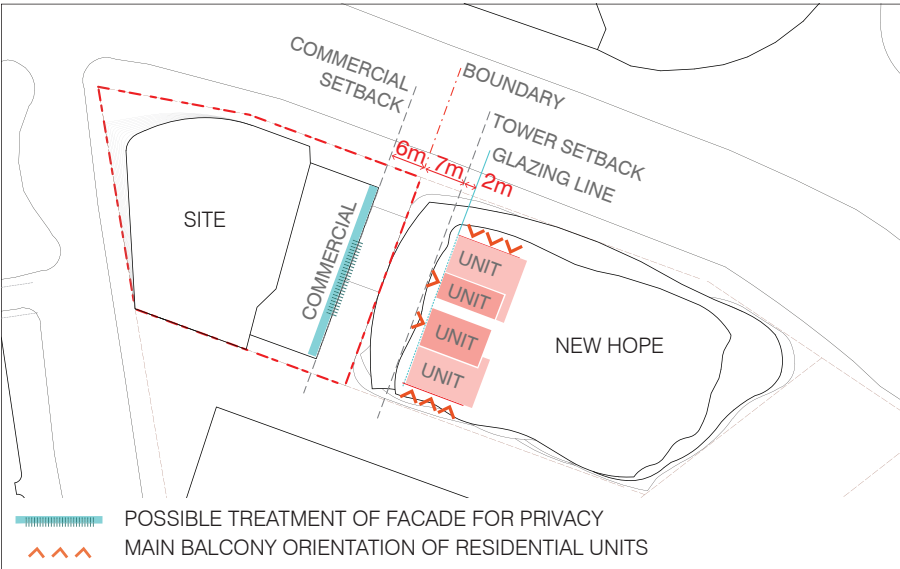 COMMERCIAL
SETBACK
BOUNDARY
TOWER SETBACK
GLAZING LINE
6m
7m
2m
SITE
COMMERCIAL
UNIT
UNIT
UNIT
UNIT
NEW HOPE
POSSIBLE TREATMENT OF FACADE FOR PRIVACY
MAIN BALCONY ORIENTATION OF RESIDENTIAL UNITS